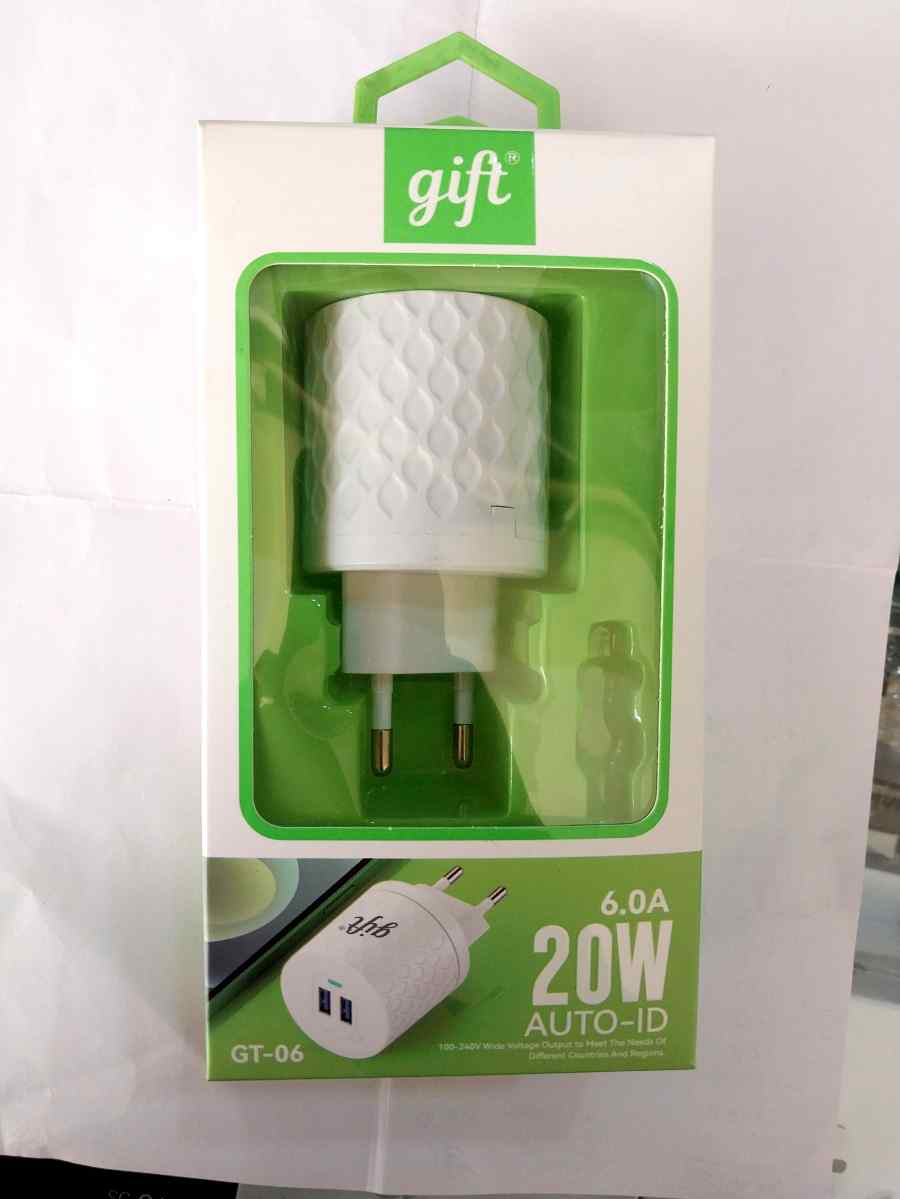 gift®
gift®
6.0A
20W
AUTO-ID
GT-06
100-240V Wide Voltage Output to Meet The Needs Of
Different Countries And Regions.